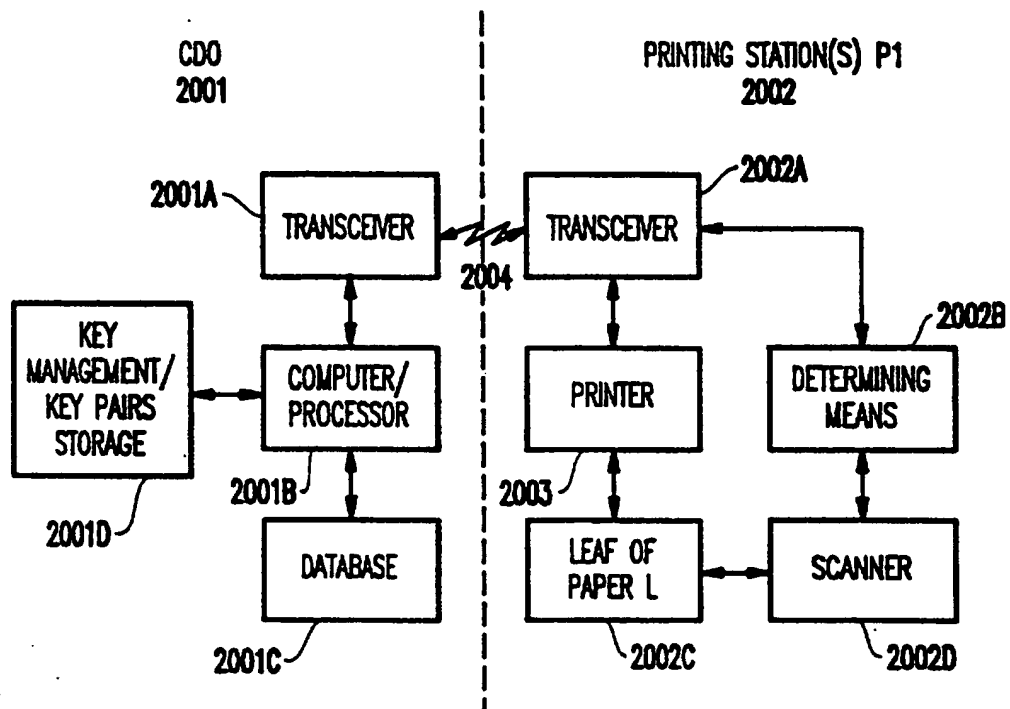 CDO
2001
PRINTING STATION(S) P1
2002
2001A
TRANSCEIVER
2002A
TRANSCEIVER
2004
KEY
MANAGEMENT/
KEY PAIRS
STORAGE
2001D
COMPUTER/
PROCESSOR
2001B
PRINTER
2003
2002B
DETERMINING
MEANS
DATABASE
2001C
LEAF OF
PAPER L
2002C
SCANNER
2002D